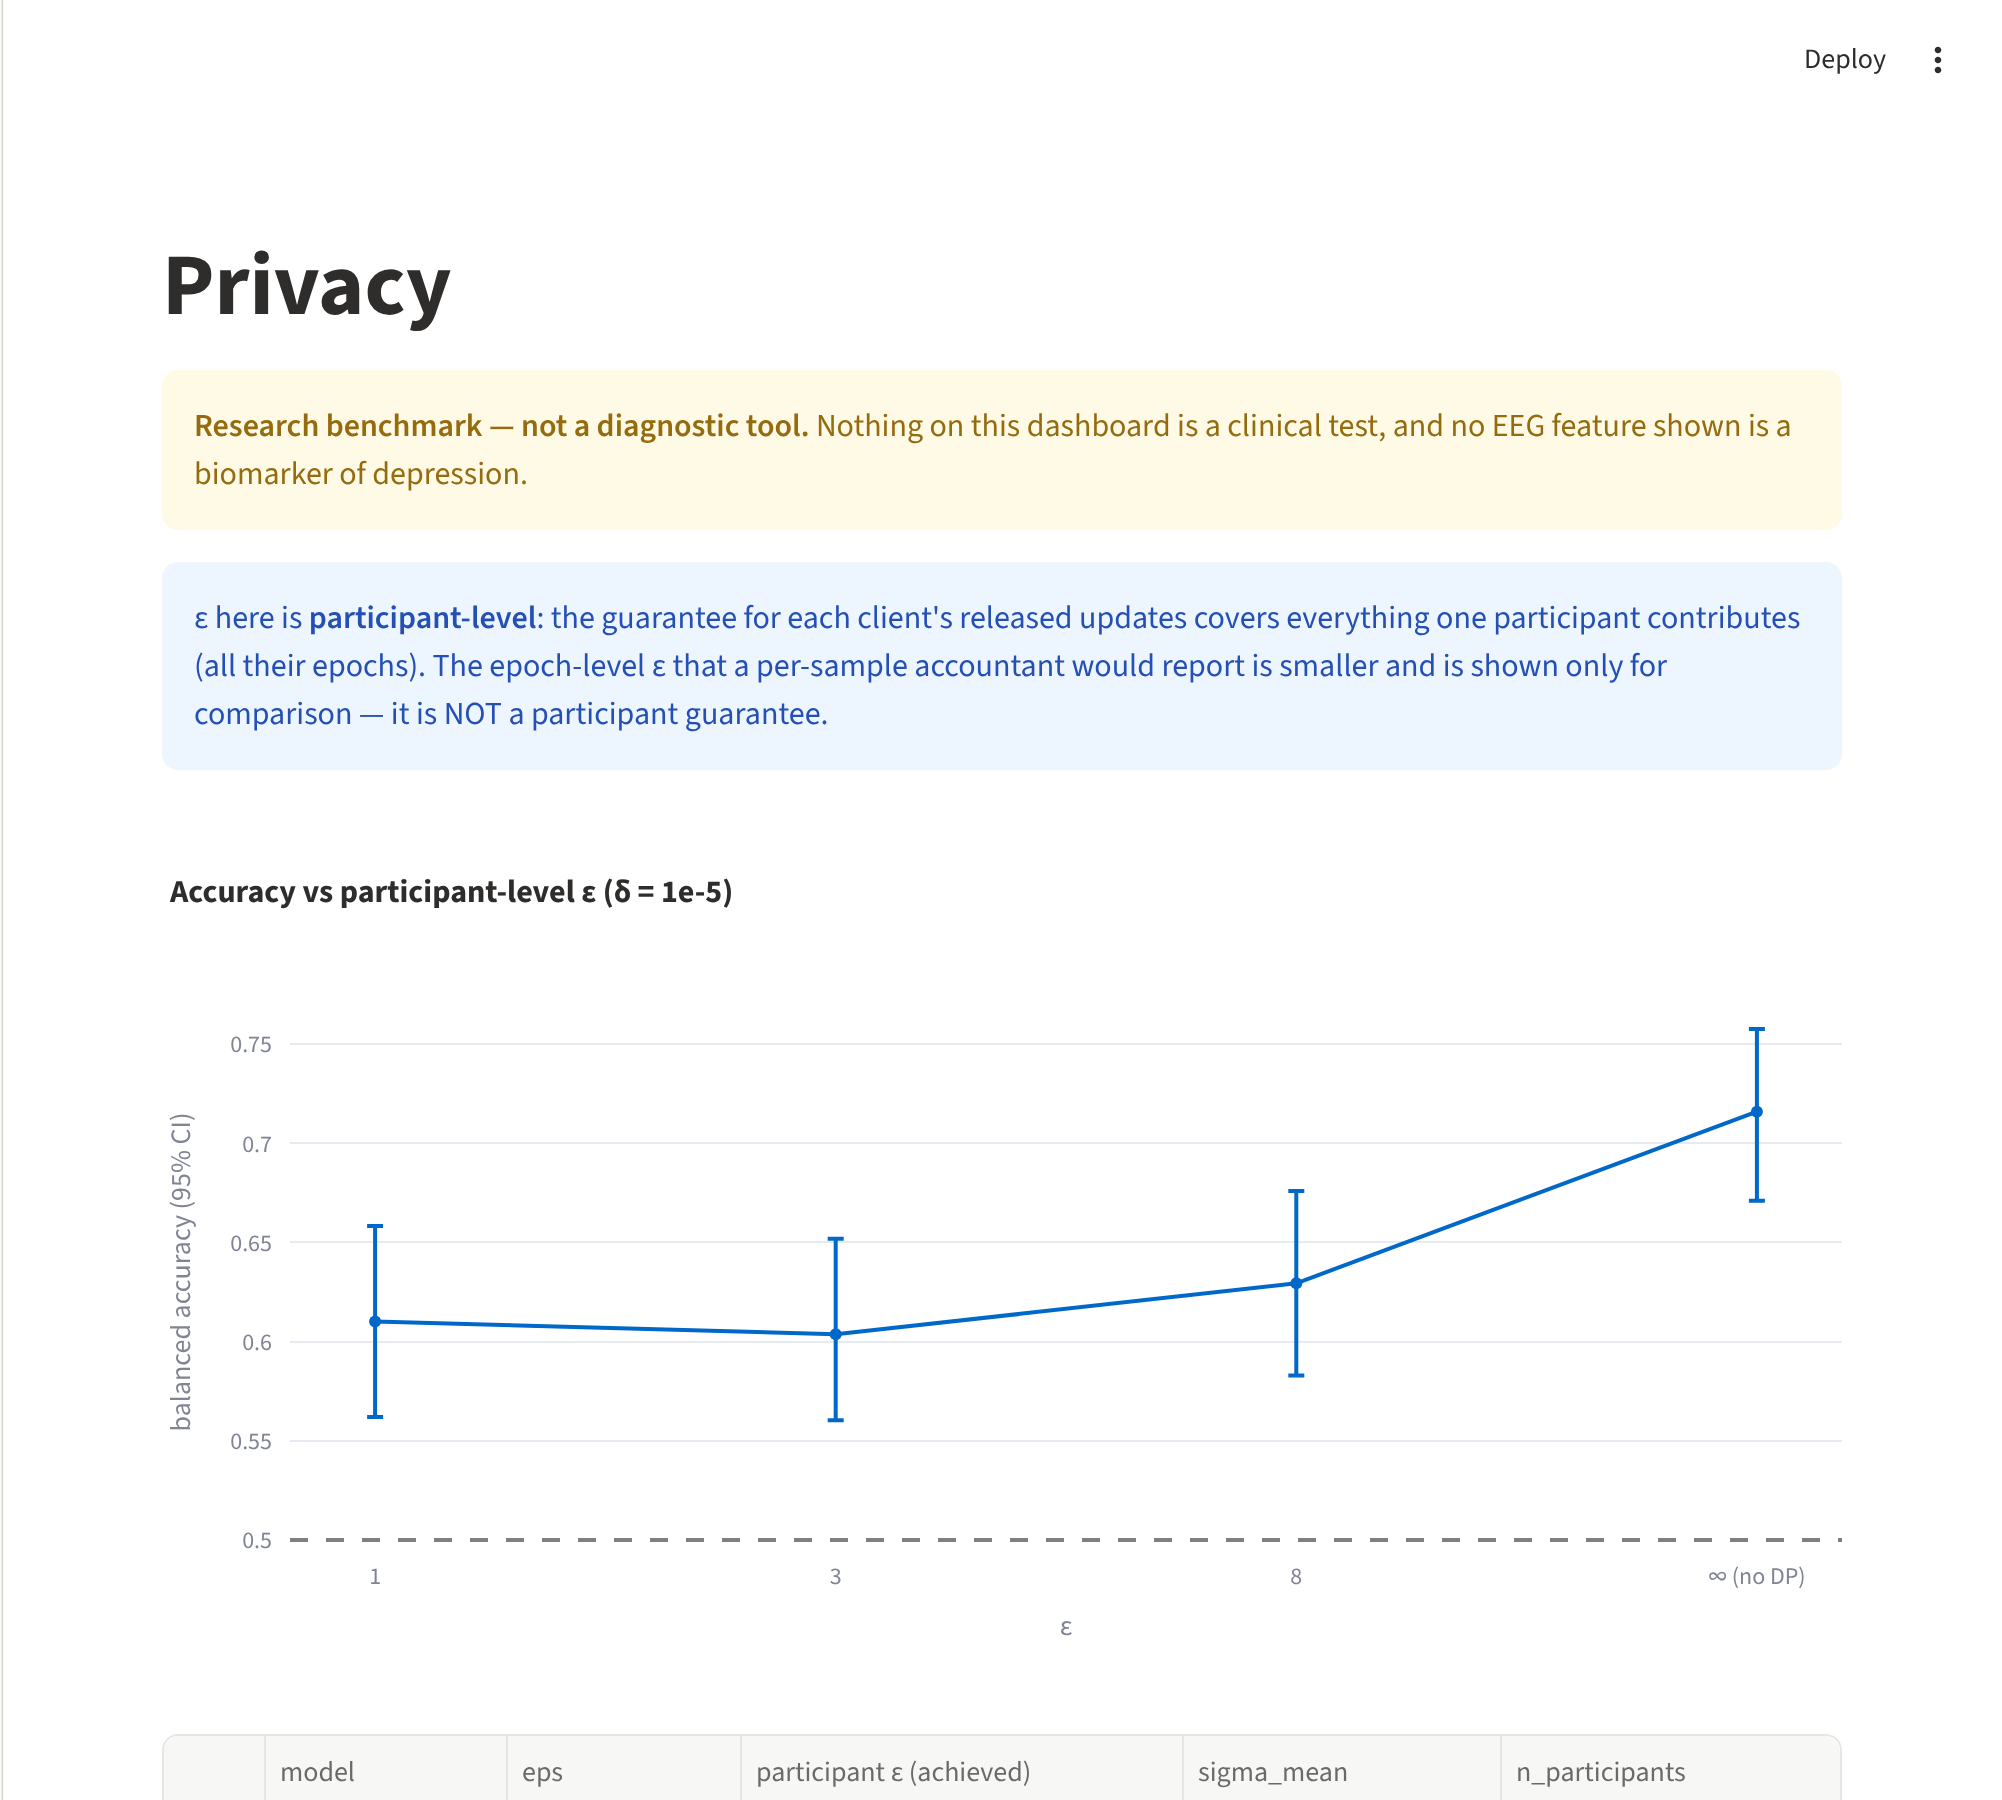 Deploy
Privacy
Research benchmark — not a diagnostic tool. Nothing on this dashboard is a clinical test, and no EEG feature shown is a
biomarker of depression.
ε here is participant-level: the guarantee for each client's released updates covers everything one participant contributes
(all their epochs). The epoch-level ε that a per-sample accountant would report is smaller and is shown only for
comparison — it is NOT a participant guarantee.
Accuracy vs participant-level ε (δ = 1e-5)
balanced accuracy (95% CI)
0.75
0.7
0.65
0.6
0.55
0.5
1 3 8 ∞ (no DP)
ε
model eps participant ε (achieved) sigma_mean n_participants